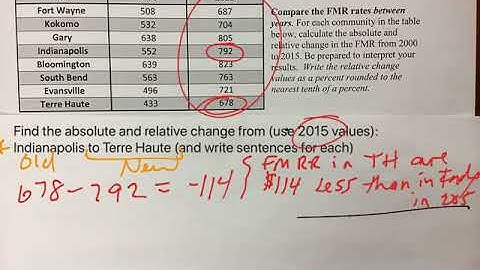 Fort Wayne 508 687
Kokomo 532 704
Gary 638 805
Indianapolis 552 792
Bloomington 639 823
South Bend 563 763
Evansville 496 721
Terre Haute 433 678
Compare the FMR rates between
years. For each community in the table
below, calculate the absolute and
relative change in the FMR from 2000
to 2015. Be prepared to interpret your
results. Write the relative change
values as a percent rounded to the
nearest tenth of a percent.
Find the absolute and relative change from (use 2015 values):
Indianapolis to Terre Haute (and write sentences for each)
Old New
678-792 = -114
FMRR in TH are
$114 Less than in Indy
in 2015